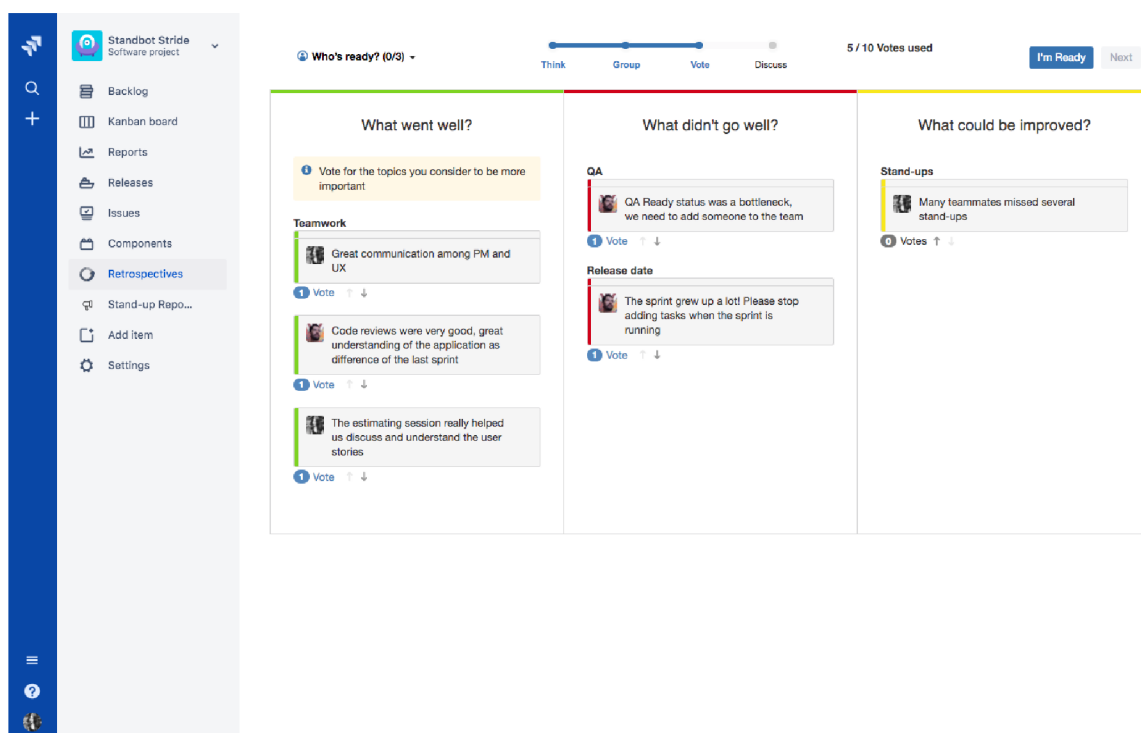 Standbot Stride
Software project
Backlog
Kanban board
Reports
Releases
Issues
Components
Retrospectives
Stand-up Repo...
Add item
Settings
Who's ready? (0/3)
Think
Group
Vote
Discuss
5 / 10 Votes used
I'm Ready
Next
What went well?
Vote for the topics you consider to be more
important
Teamwork
Great communication among PM and
UX
1 Vote
Code reviews were very good, great
understanding of the application as
difference of the last sprint
1 Vote
The estimating session really helped
us discuss and understand the user
stories
1 Vote
What didn't go well?
QA
QA Ready status was a bottleneck,
we need to add someone to the team
1 Vote
Release date
The sprint grew up a lot! Please stop
adding tasks when the sprint is
running
1 Vote
What could be improved?
Stand-ups
Many teammates missed several
stand-ups
0 Votes